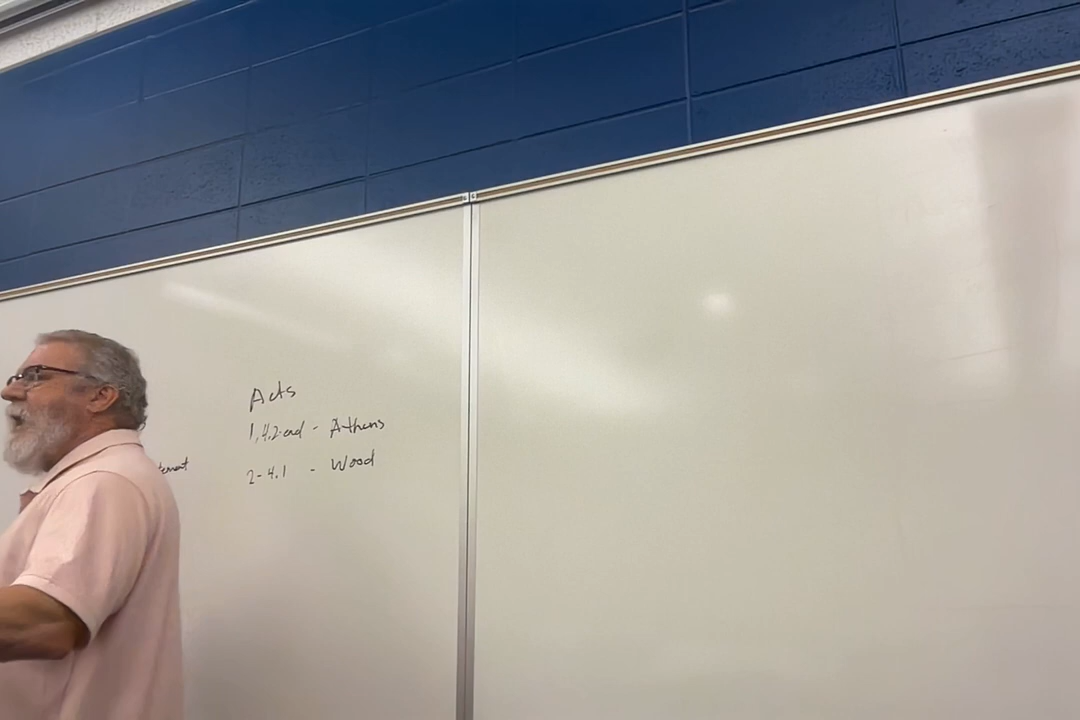 Acts
1, 4.2-end - Athens
2-4.1 - Wood